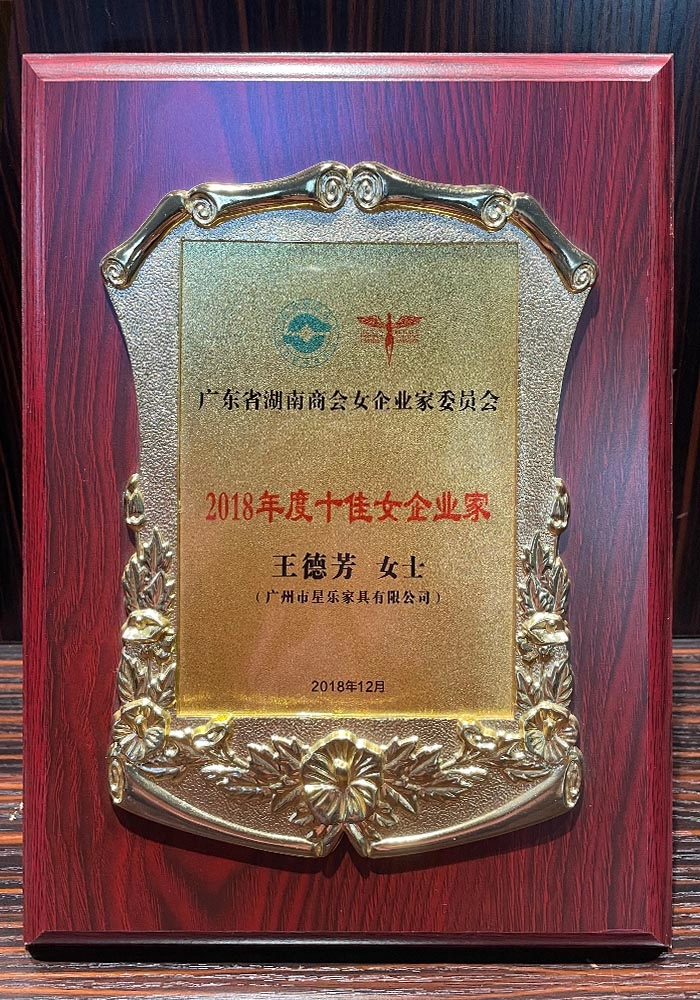 广东省湖南商会女企业家委员会
2018年度十佳女企业家
王德芳 女士
(广州市星乐家具有限公司)
2018年12月